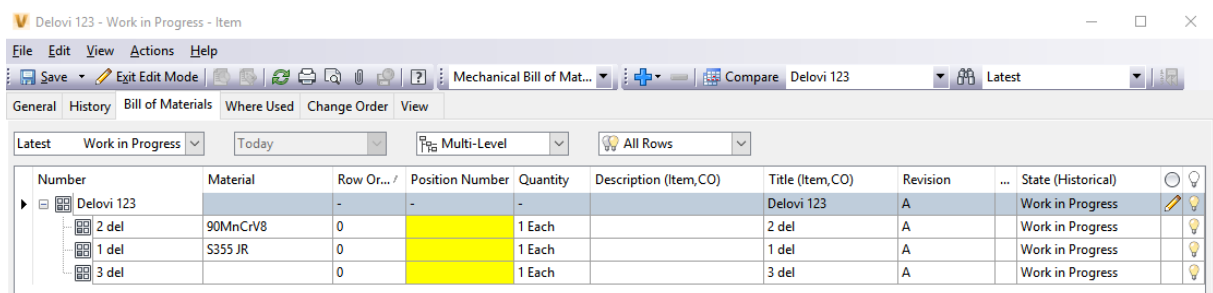 Delovi 123 - Work in Progress - Item
File Edit View Actions Help
Save Exit Edit Mode Mechanical Bill of Mat... Compare Delovi 123 Latest
General History Bill of Materials Where Used Change Order View
Latest Work in Progress Today Multi-Level All Rows
Number Material Row Or... / Position Number Quantity Description (Item,CO) Title (Item,CO) Revision ... State (Historical)
Delovi 123 - - - Delovi 123 A Work in Progress
2 del 90MnCrV8 0 1 Each 2 del A Work in Progress
1 del S355 JR 0 1 Each 1 del A Work in Progress
3 del 0 1 Each 3 del A Work in Progress